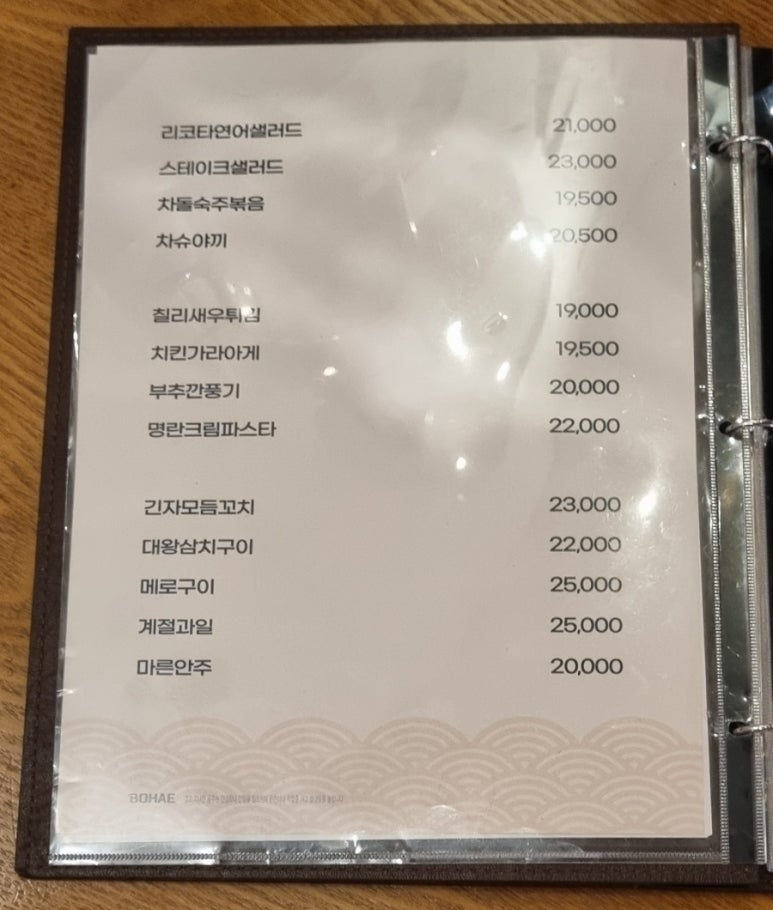 리코타연어샐러드 21,000
스테이크샐러드 23,000
차돌숙주볶음 19,500
차슈야끼 20,500
칠리새우튀김 19,000
치킨가라아게 19,500
부추깐풍기 20,000
명란크림파스타 22,000
긴자모듬꼬치 23,000
대왕삼치구이 22,000
메로구이 25,000
계절과일 25,000
마른안주 20,000
BOHAE